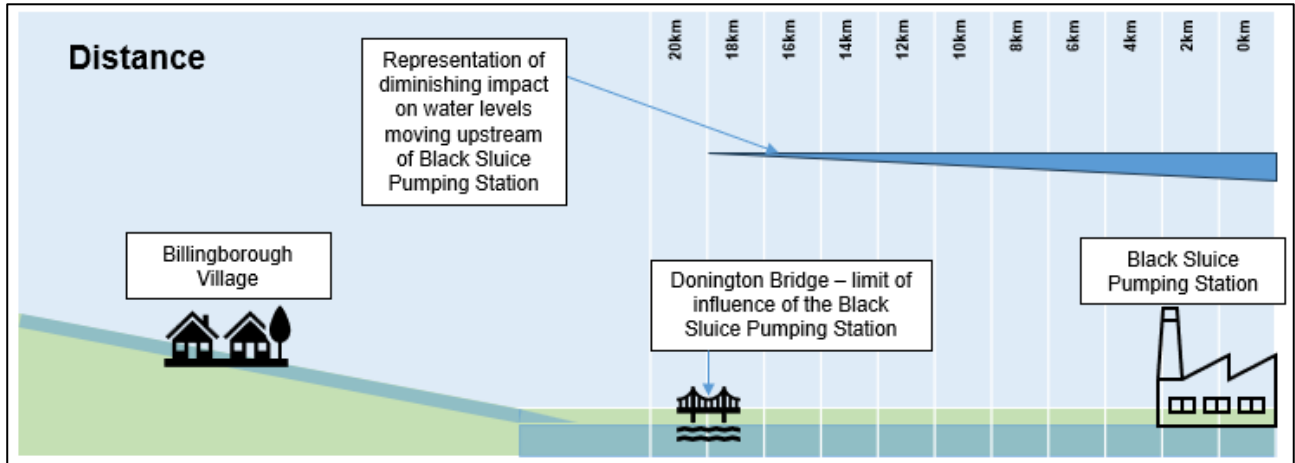 Distance
20km
18km
16km
14km
12km
10km
8km
6km
4km
2km
0km
Representation of
diminishing impact
on water levels
moving upstream
of Black Sluice
Pumping Station
Billingborough
Village
Donington Bridge – limit of
influence of the Black
Sluice Pumping Station
Black Sluice
Pumping Station